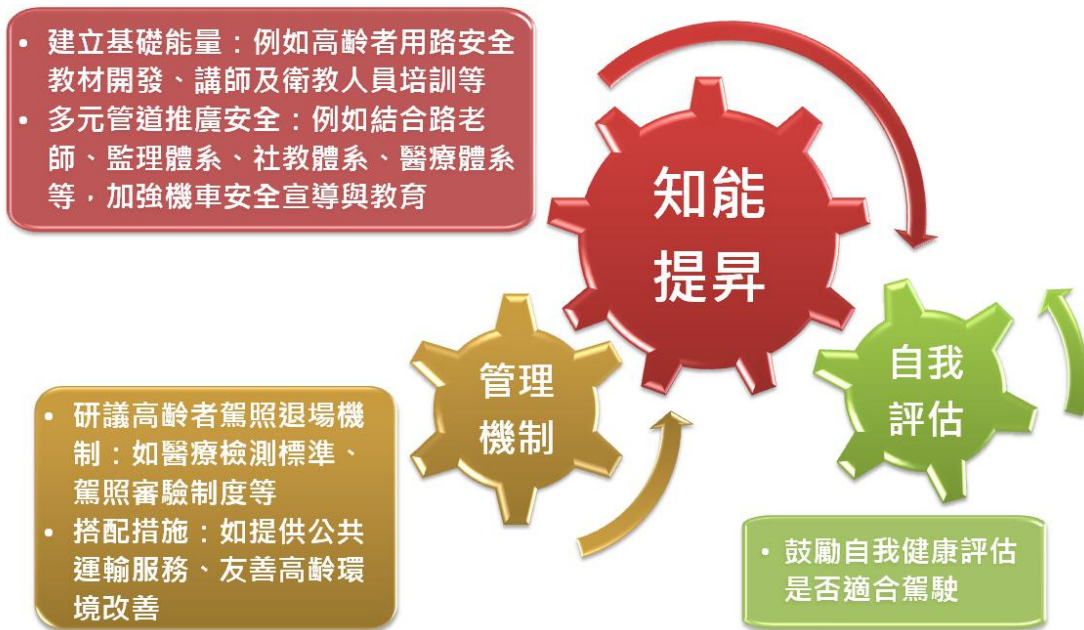 • 建立基礎能量：例如高齡者用路安全
教材開發、講師及衛教人員培訓等
• 多元管道推廣安全：例如結合路老
師、監理體系、社教體系、醫療體系
等，加強機車安全宣導與教育
知能
提昇
管理
機制
自我
評估
• 研議高齡者駕照退場機
制：如醫療檢測標準、
駕照審驗制度等
• 搭配措施：如提供公共
運輸服務、友善高齡環
境改善
• 鼓勵自我健康評估
是否適合駕駛